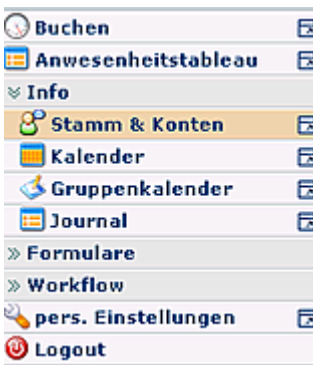 Buchen
Anwesenheitstableau
Info
Stamm & Konten
Kalender
Gruppenkalender
Journal
Formulare
Workflow
pers. Einstellungen
Logout